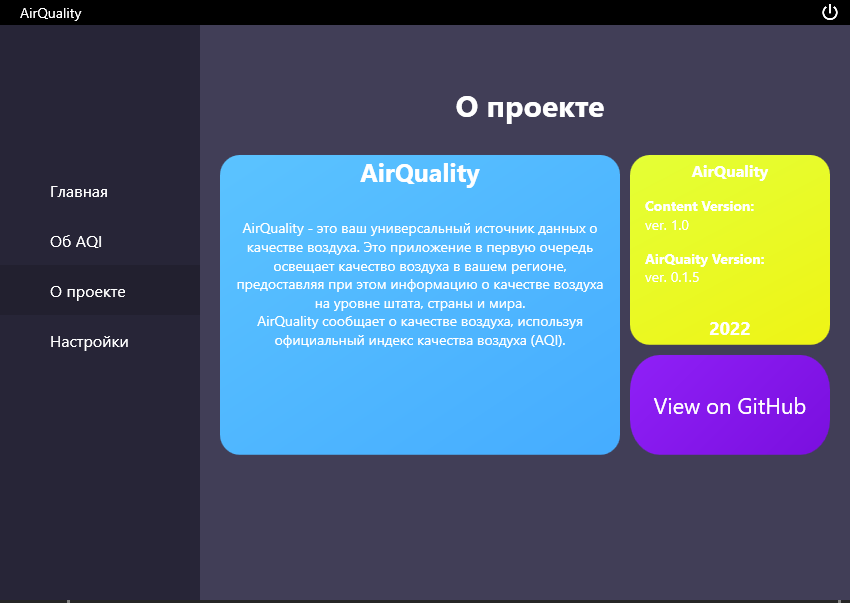 AirQuality
Главная
Об AQI
О проекте
Настройки
О проекте
AirQuality
AirQuality - это ваш универсальный источник данных о
качестве воздуха. Это приложение в первую очередь
освещает качество воздуха в вашем регионе,
предоставляя при этом информацию о качестве воздуха
на уровне штата, страны и мира.
AirQuality сообщает о качестве воздуха, используя
официальный индекс качества воздуха (AQI).
AirQuality
Content Version:
ver. 1.0
AirQuaity Version:
ver. 0.1.5
2022
View on GitHub